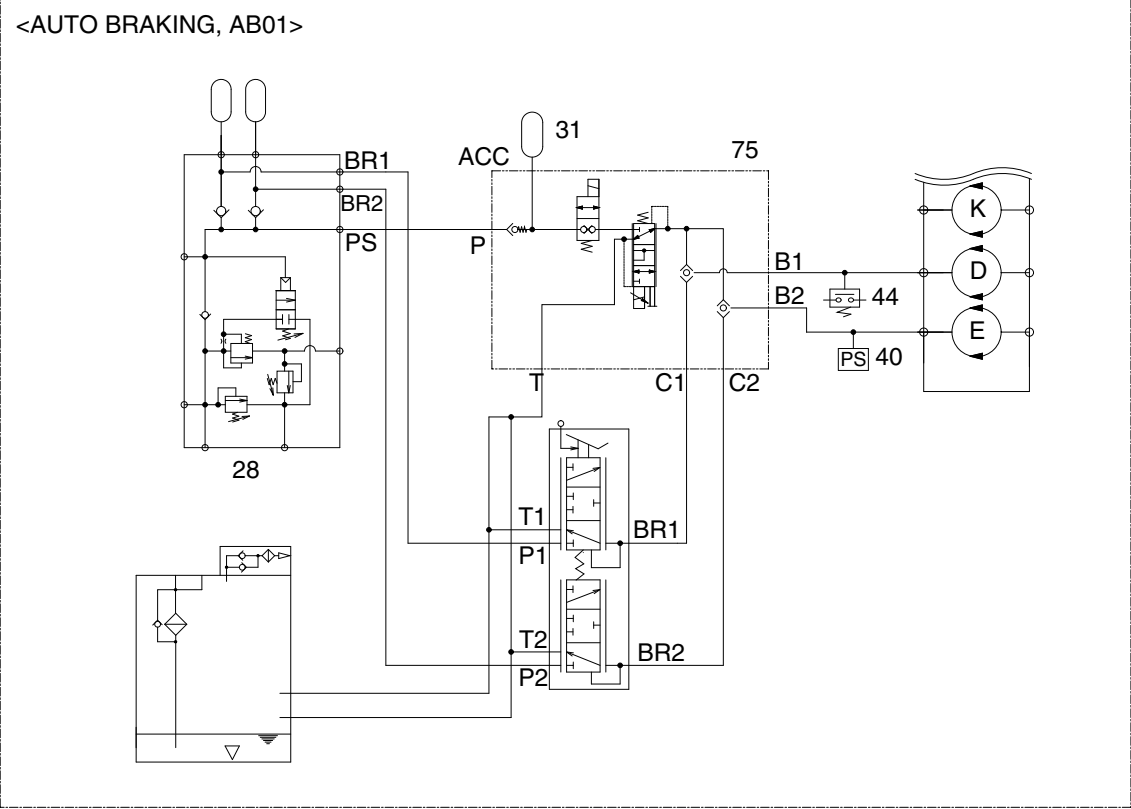 <AUTO BRAKING, AB01>
31
ACC
75
BR1
BR2
PS
P
K
B1
D
44
B2
E
PS 40
T
C1
C2
28
T1
BR1
P1
T2
BR2
P2